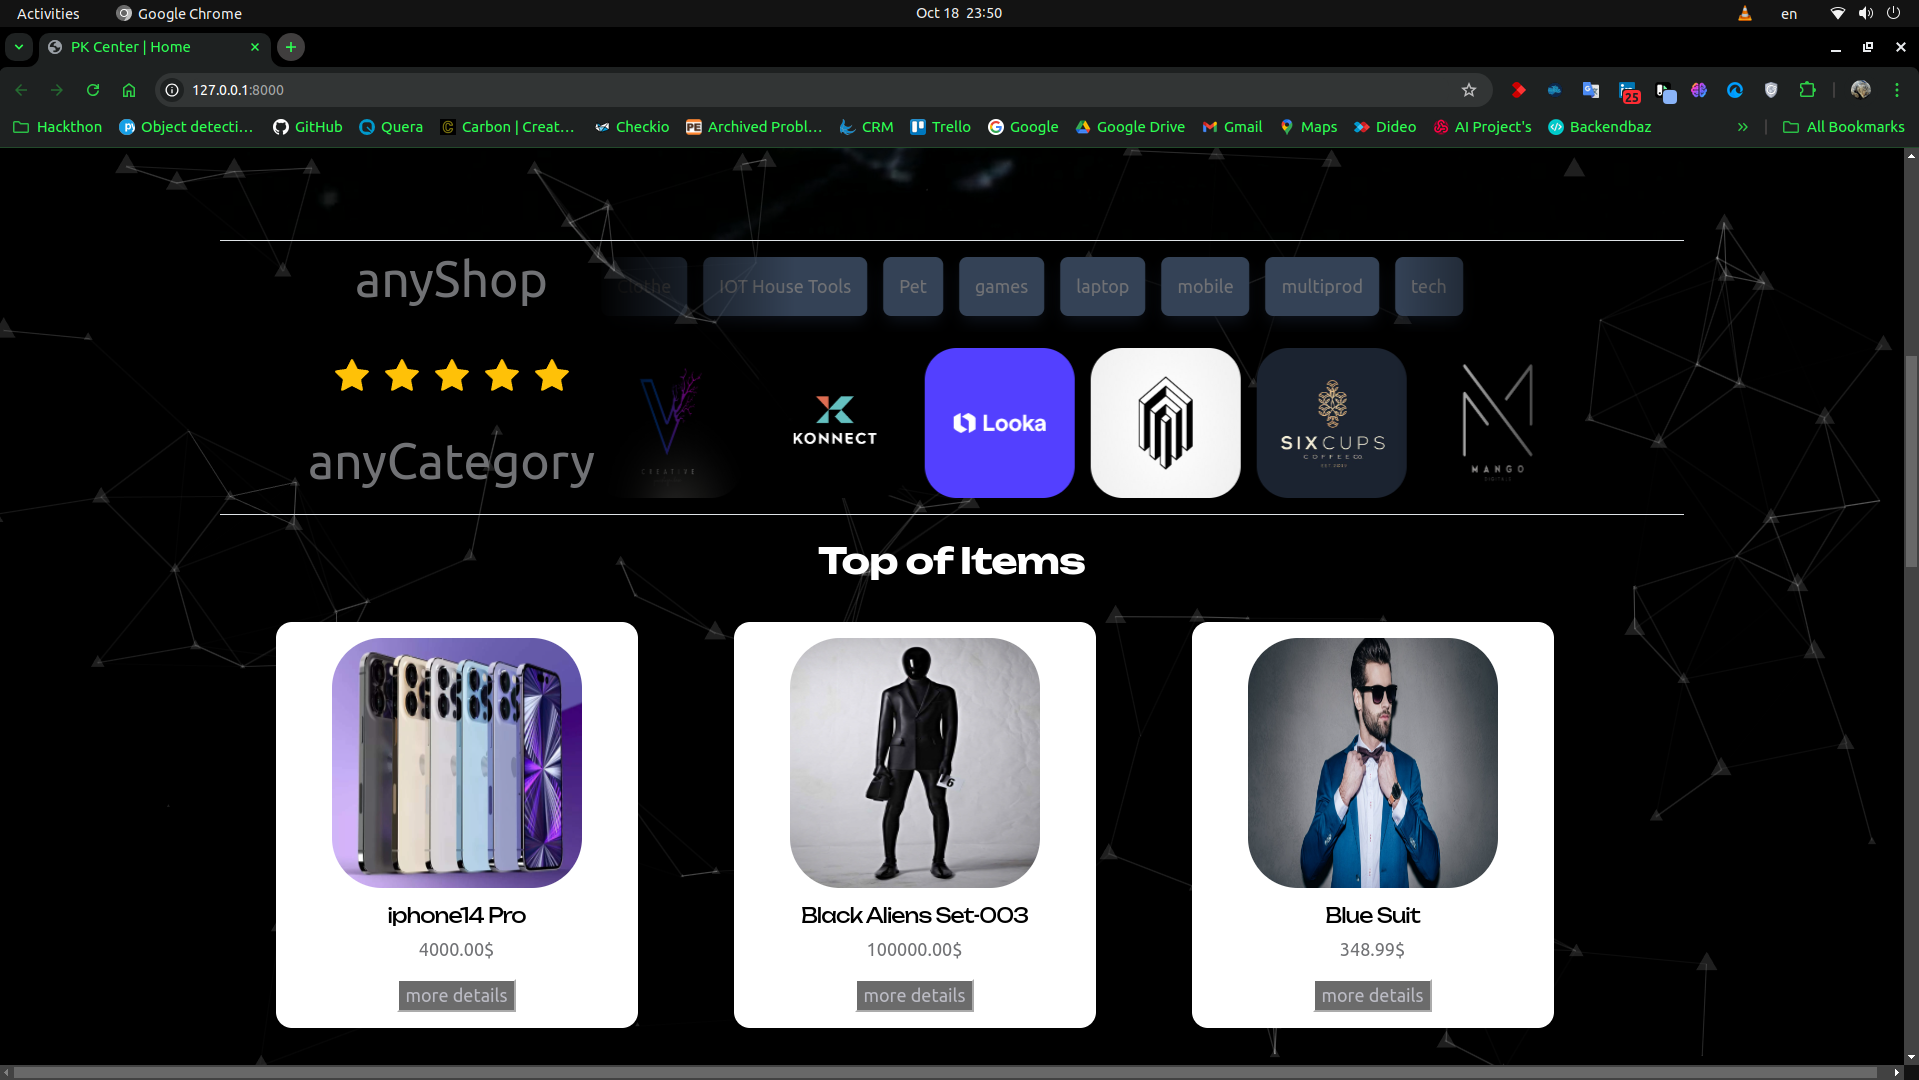 Activities
Google Chrome
Oct 18 23:50
en
PK Center | Home
127.0.0.1:8000
25
Hackthon
Object detecti...
GitHub
Quera
Carbon | Creat...
Checkio
Archived Probl...
CRM
Trello
Google
Google Drive
Gmail
Maps
Dideo
AI Project's
Backendbaz
All Bookmarks
anyShop
Clothe
IOT House Tools
Pet
games
laptop
mobile
multiprod
tech
anyCategory
CREATIVE
KONNECT
Looka
SIXCUPS
COFFEE CO
MANGO
DIGITALS
Top of Items
iphone14 Pro
4000.00$
more details
Black Aliens Set-003
100000.00$
more details
Blue Suit
348.99$
more details